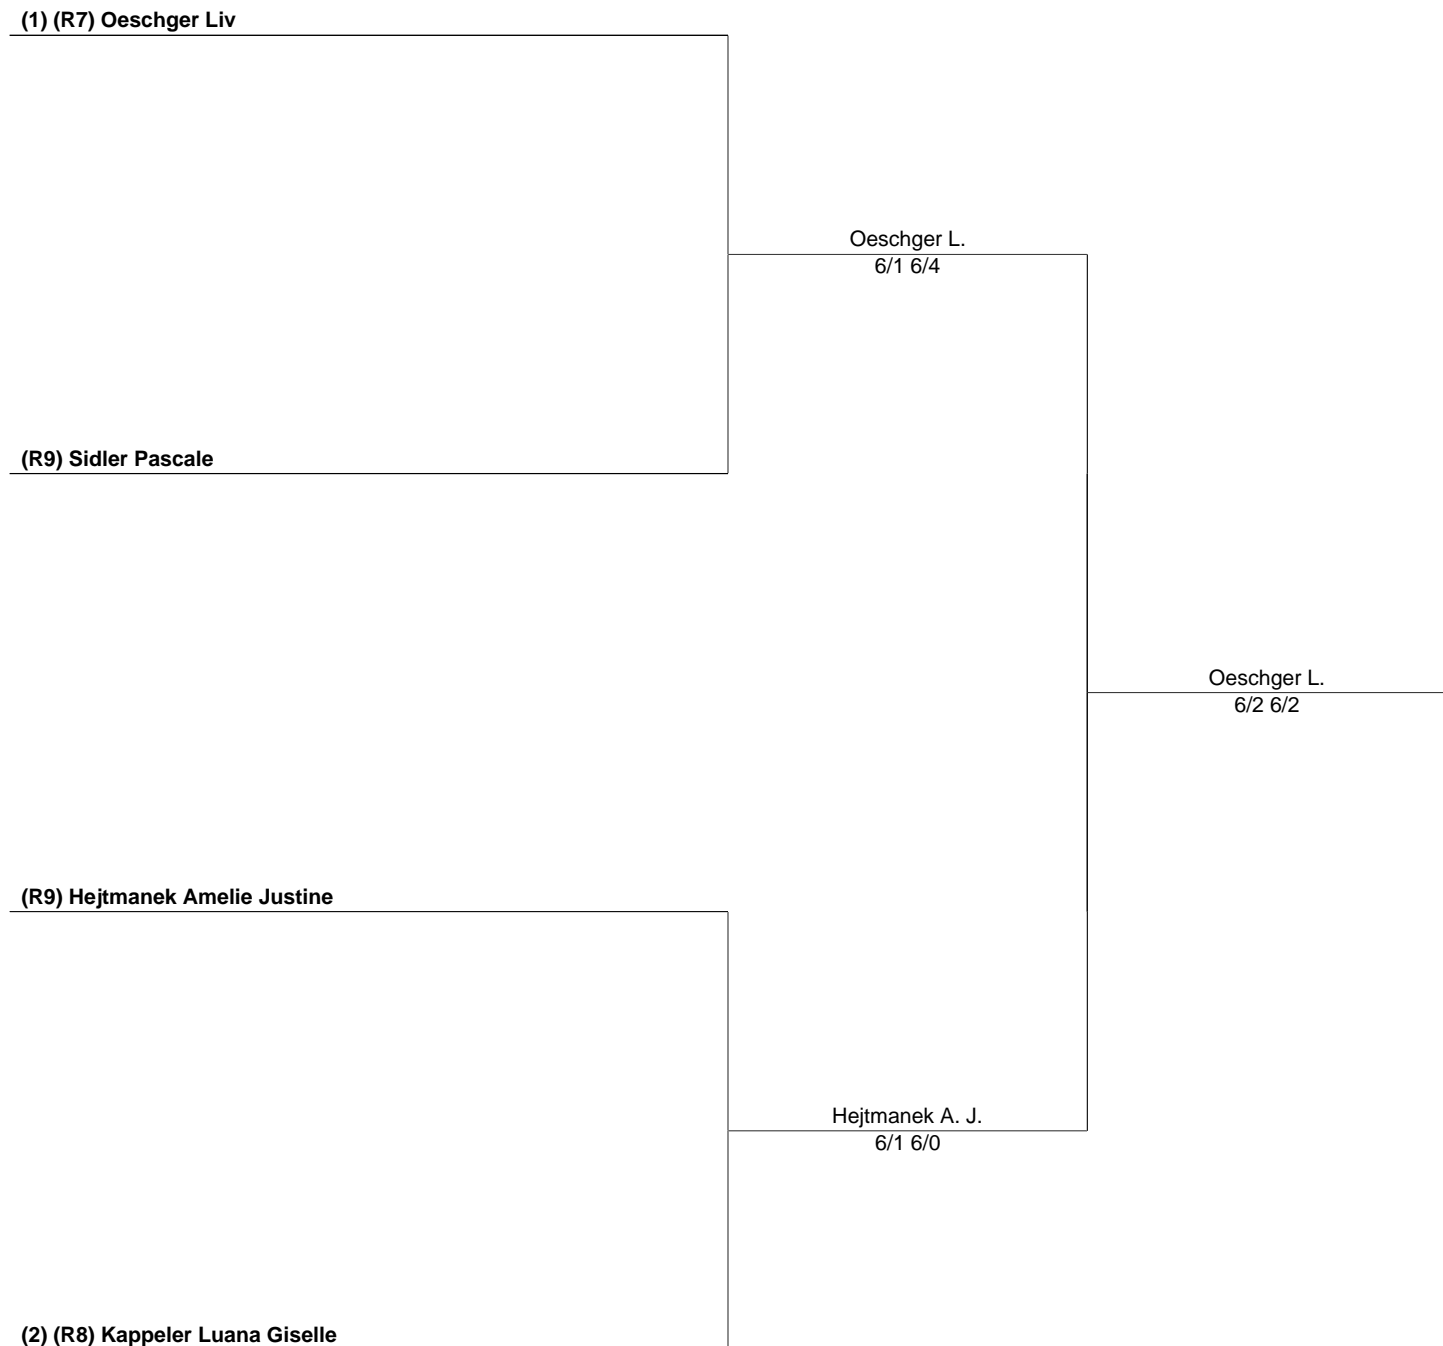 (1) (R7) Oeschger Liv
Oeschger L.
6/1 6/4
(R9) Sidler Pascale
Oeschger L.
6/2 6/2
(R9) Hejtmanek Amelie Justine
Hejtmanek A. J.
6/1 6/0
(2) (R8) Kappeler Luana Giselle